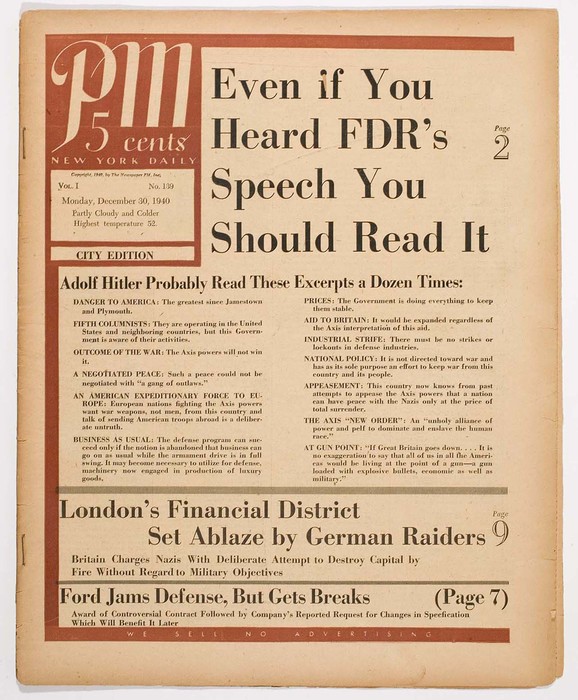 PM
5 cents
NEW YORK DAILY
Copyright, 1940, by The Newspaper PM, Inc.
VOL. I No. 139
Monday, December 30, 1940
Partly Cloudy and Colder
Highest temperature 52.
CITY EDITION
Even if You
Heard FDR's
Speech You
Should Read It
Page
2
Adolf Hitler Probably Read These Excerpts a Dozen Times:
DANGER TO AMERICA: The greatest since Jamestown
and Plymouth.
FIFTH COLUMNISTS: They are operating in the United
States and neighboring countries, but this Govern-
ment is aware of their activities.
OUTCOME OF THE WAR: The Axis powers will not win
it.
A NEGOTIATED PEACE: Such a peace could not be
negotiated with "a gang of outlaws."
AN AMERICAN EXPEDITIONARY FORCE TO EU-
ROPE: European nations fighting the Axis powers
want war weapons, not men, from this country and
talk of sending American troops abroad is a deliber-
ate untruth.
BUSINESS AS USUAL: The defense program can suc-
ceed only if the notion is abandoned that business can
go on as usual while the armament drive is in full
swing. It may become necessary to utilize for defense,
machinery now engaged in production of luxury
goods.
PRICES: The Government is doing everything to keep
them stable.
AID TO BRITAIN: It would be expanded regardless of
the Axis interpretation of this aid.
INDUSTRIAL STRIFE: There must be no strikes or
lockouts in defense industries.
NATIONAL POLICY: It is not directed toward war and
has as its sole purpose an effort to keep war from this
country and its people.
APPEASEMENT: This country now knows from past
attempts to appease the Axis powers that a nation
can have peace with the Nazis only at the price of
total surrender.
THE AXIS "NEW ORDER": An "unholy alliance of
power and pelf to dominate and enslave the human
race."
AT GUN POINT: "If Great Britain goes down. . . . It is
no exaggeration to say that all of us in all the Ameri-
cas would be living at the point of a gun—a gun
loaded with explosive bullets, economic as well as
military."
London's Financial District
Set Ablaze by German Raiders
Page
9
Britain Charges Nazis With Deliberate Attempt to Destroy Capital by
Fire Without Regard to Military Objectives
Ford Jams Defense, But Gets Breaks (Page 7)
Award of Controversial Contract Followed by Company's Reported Request for Changes in Specification
Which Will Benefit It Later
WE SELL NO ADVERTISING